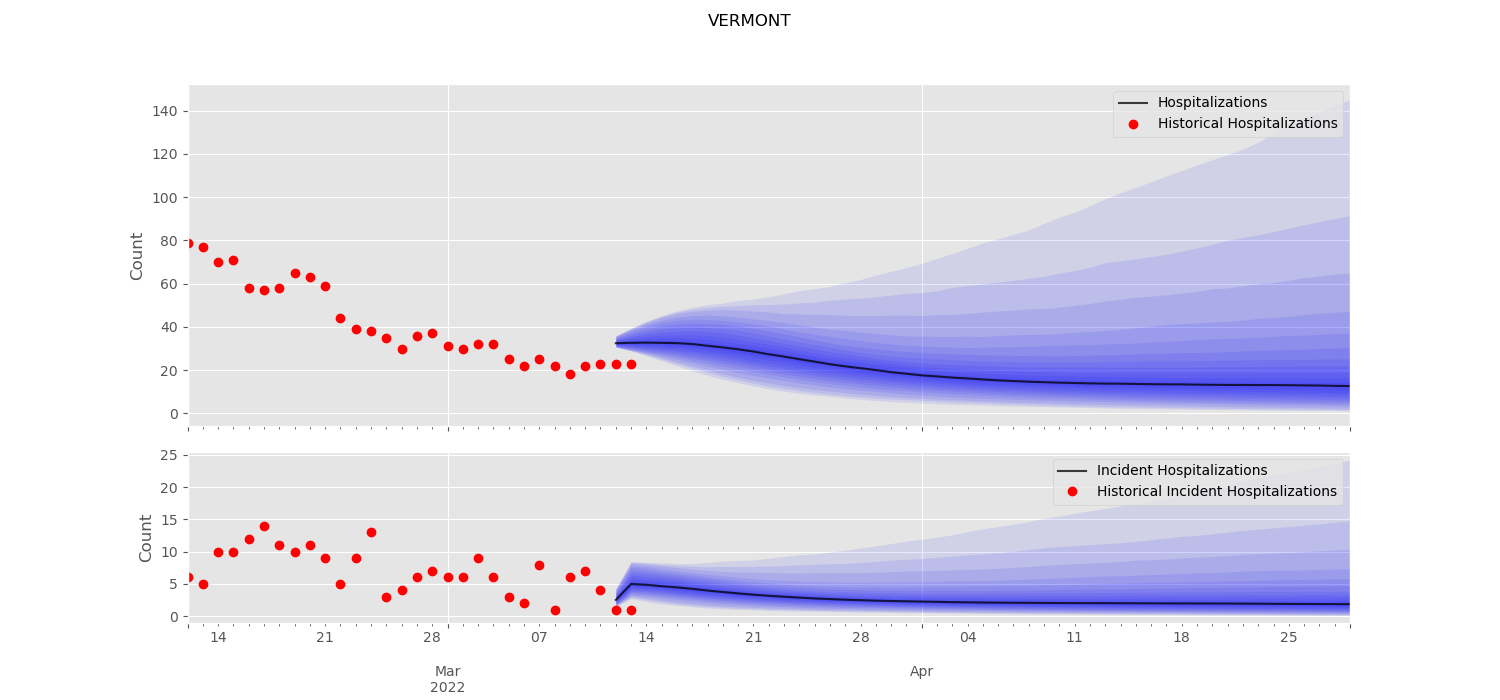 VERMONT
140
120
100
80
60
40
20
0
Count
Hospitalizations
Historical Hospitalizations
25
20
15
10
5
0
Count
Incident Hospitalizations
Historical Incident Hospitalizations
14 21 28 07 14 21 28 04 11 18 25
Mar Apr
2022